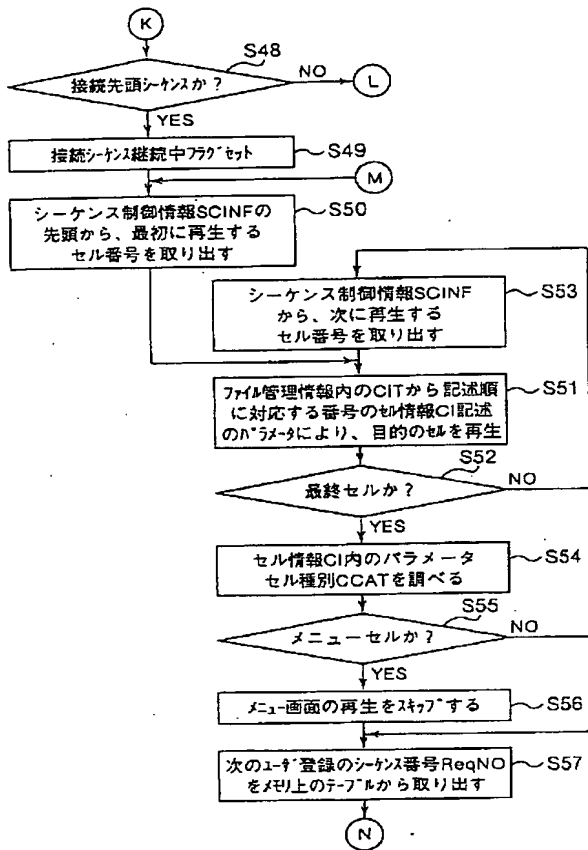 K
S48
接続先頭シーケンスか？
NO
L
YES
接続シーケンス継続中フラグセット
S49
M
S50
シーケンス制御情報SCINFの
先頭から、最初に再生する
セル番号を取り出す
S53
シーケンス制御情報SCINF
から、次に再生する
セル番号を取り出す
S51
ファイル管理情報内のCITから記述順
に対応する番号のセル情報CI記述
のパラメータにより、目的のセルを再生
S52
最終セルか？
NO
YES
セル情報CI内のパラメータ
セル種別CCATを調べる
S54
S55
メニューセルか？
NO
YES
メニュー画面の再生をスキップする
S56
次のユーザ登録のシーケンス番号ReqNO
をメモリ上のテーブルから取り出す
S57
N